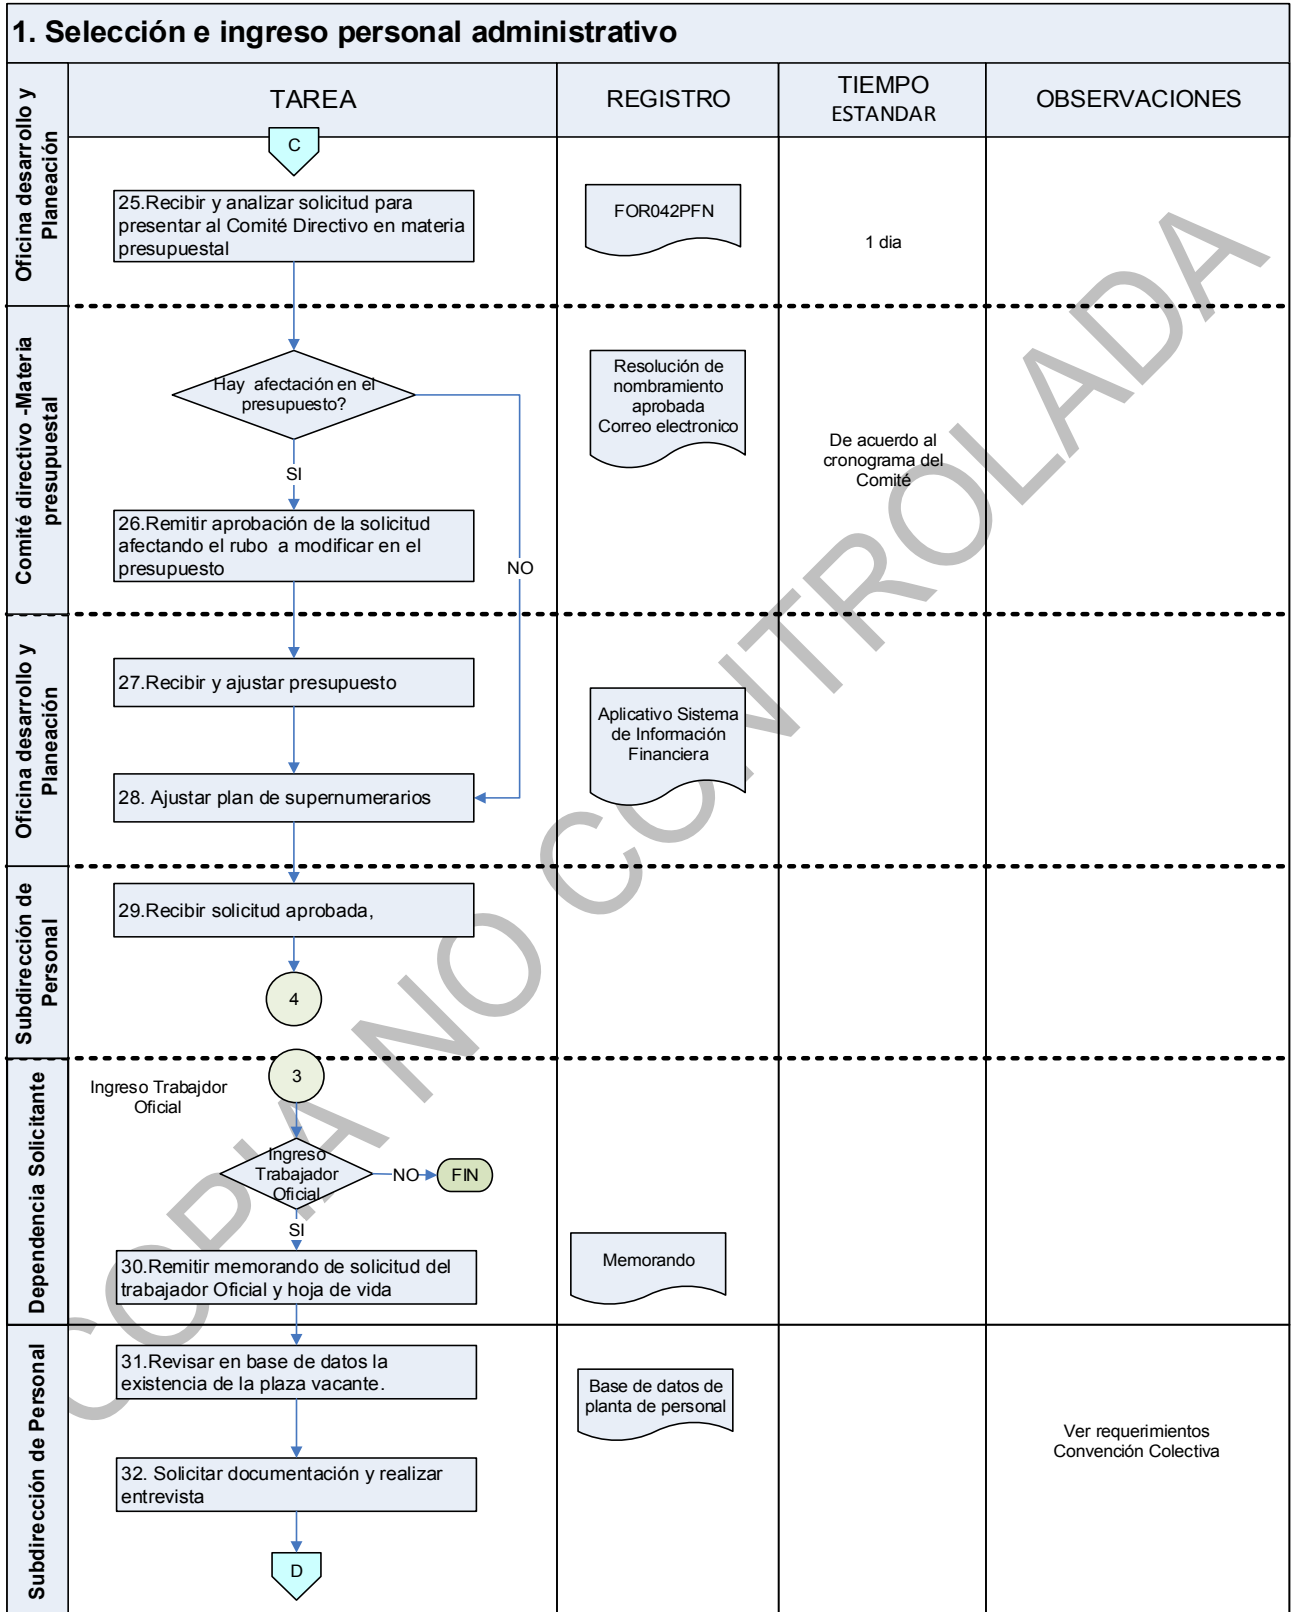 1. Selección e ingreso personal administrativo
Oficina desarrollo y
Planeación
TAREA
REGISTRO
TIEMPO
ESTANDAR
OBSERVACIONES
C
25.Recibir y analizar solicitud para
presentar al Comité Directivo en materia
presupuestal
FOR042PFN
1 dia
Comité directivo -Materia
presupuestal
Hay afectación en el
presupuesto?
SI
NO
26.Remitir aprobación de la solicitud
afectando el rubo a modificar en el
presupuesto
Resolución de
nombramiento
aprobada
Correo electronico
De acuerdo al
cronograma del
Comité
Oficina desarrollo y
Planeación
27.Recibir y ajustar presupuesto
28. Ajustar plan de supernumerarios
Aplicativo Sistema
de Información
Financiera
Subdirección de
Personal
29.Recibir solicitud aprobada,
4
Dependencia Solicitante
3
Ingreso Trabajdor
Oficial
Ingreso
Trabajador
Oficial
NO
FIN
SI
30.Remitir memorando de solicitud del
trabajador Oficial y hoja de vida
Memorando
Subdirección de Personal
31.Revisar en base de datos la
existencia de la plaza vacante.
Base de datos de
planta de personal
32. Solicitar documentación y realizar
entrevista
Ver requerimientos
Convención Colectiva
D
COPIA NO CONTROLADA